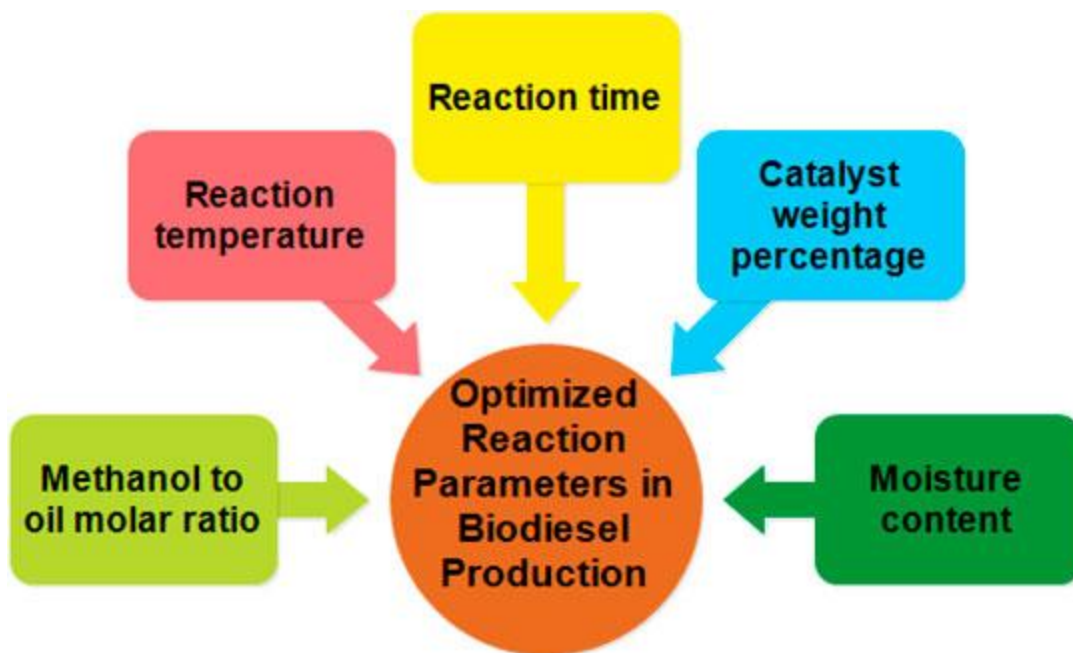 Reaction time
Reaction
temperature
Catalyst
weight
percentage
Methanol to
oil molar ratio
Optimized
Reaction
Parameters in
Biodiesel
Production
Moisture
content